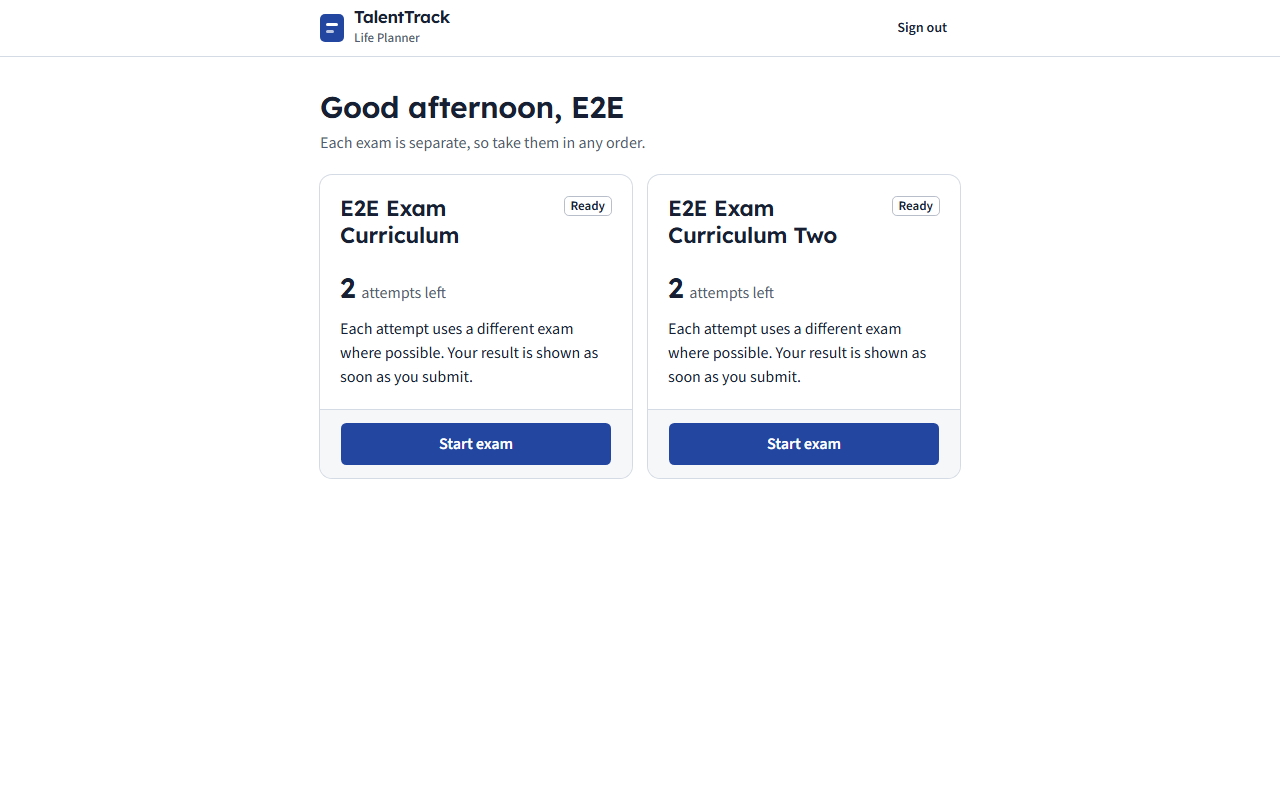 TalentTrack
Life Planner
Sign out
Good afternoon, E2E
Each exam is separate, so take them in any order.
E2E Exam
Curriculum
Ready
2 attempts left
Each attempt uses a different exam
where possible. Your result is shown as
soon as you submit.
Start exam
E2E Exam
Curriculum Two
Ready
2 attempts left
Each attempt uses a different exam
where possible. Your result is shown as
soon as you submit.
Start exam